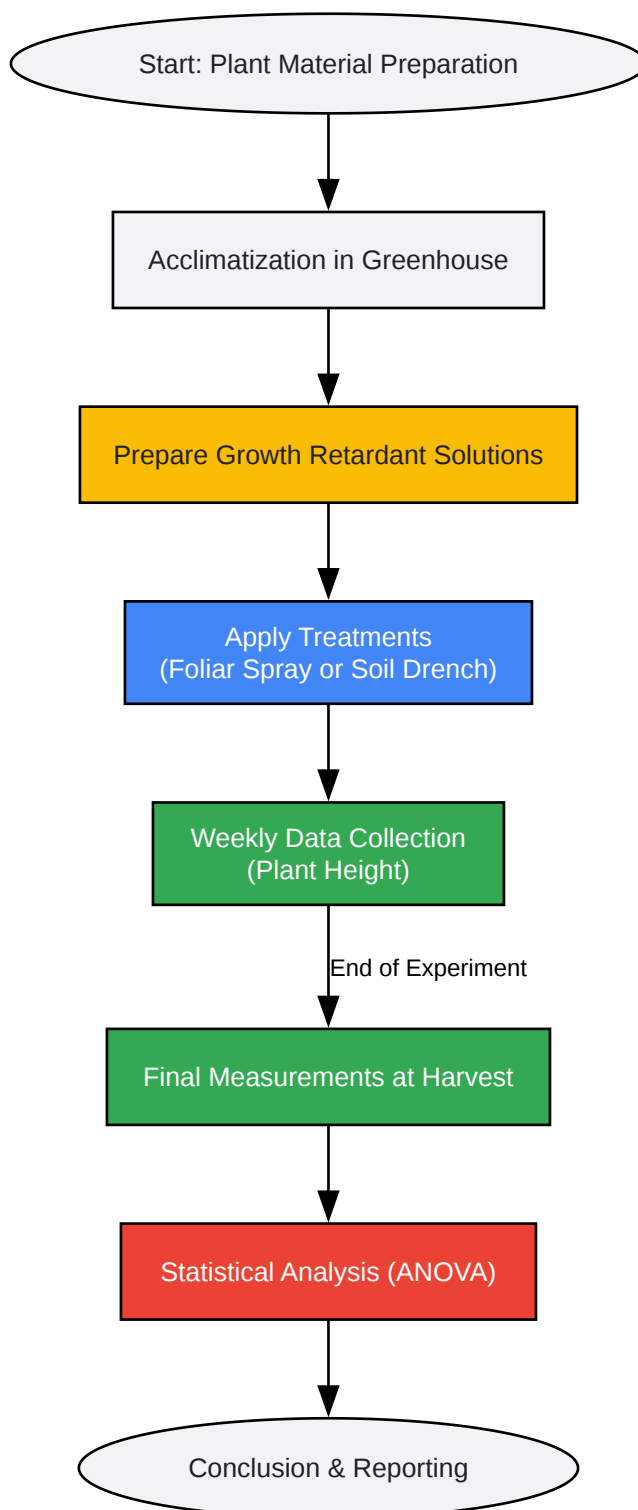 Start: Plant Material Preparation
Acclimatization in Greenhouse
Prepare Growth Retardant Solutions
Apply Treatments
(Foliar Spray or Soil Drench)
Weekly Data Collection
(Plant Height)
End of Experiment
Final Measurements at Harvest
Statistical Analysis (ANOVA)
Conclusion & Reporting